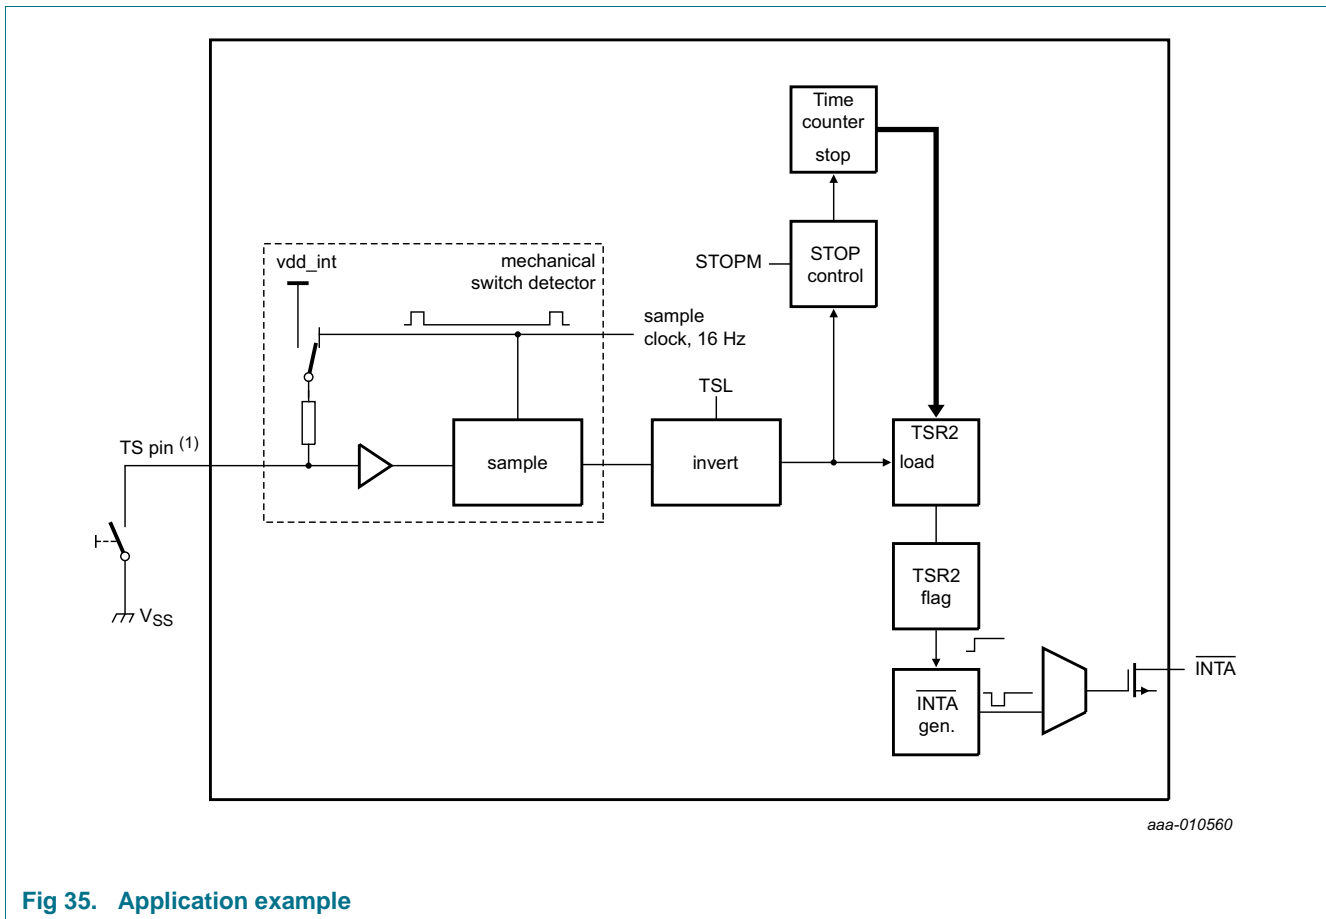 Time
counter
stop
STOPM
STOP
control
vdd_int
mechanical
switch detector
sample
clock, 16 Hz
TSL
TS pin (1)
sample
invert
TSR2
load
TSR2
flag
VSS
INTA
gen.
INTA
aaa-010560
Fig 35. Application example